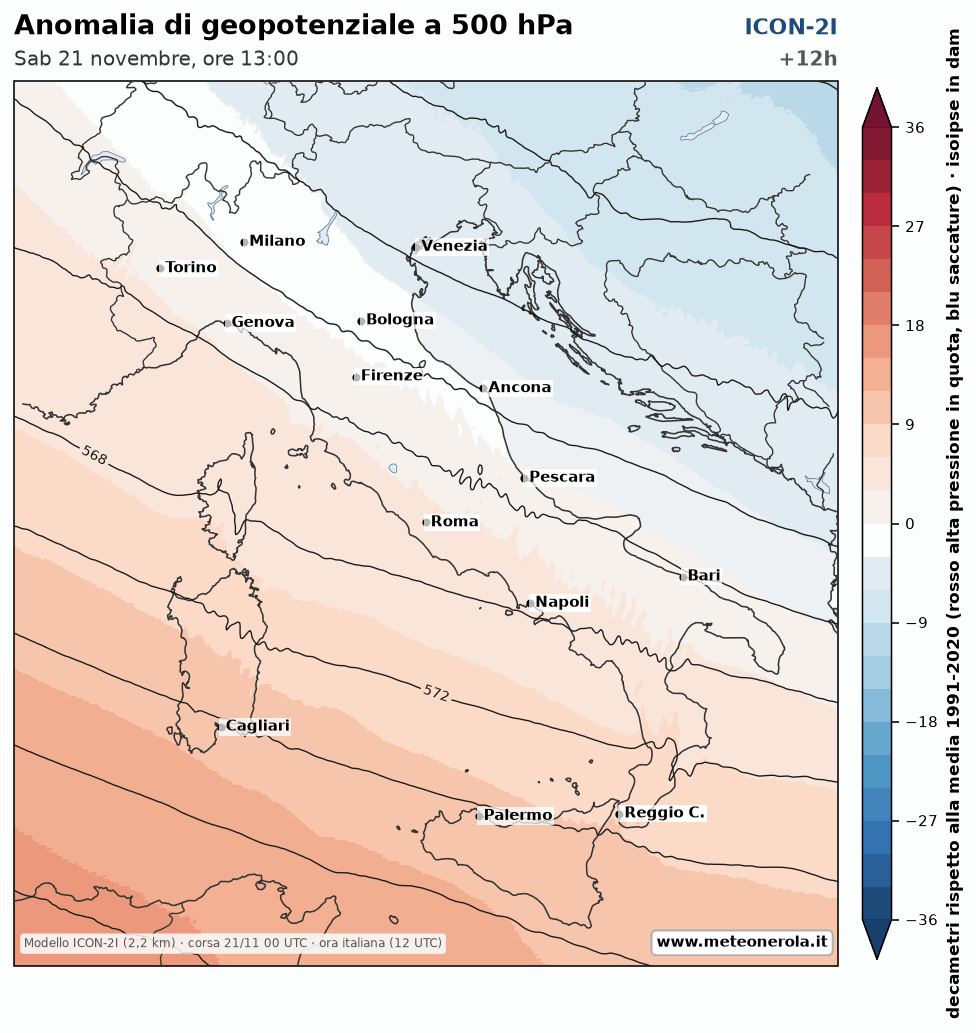 Anomalia di geopotenziale a 500 hPa
ICON-2I
Sab 21 novembre, ore 13:00
+12h
Milano
Venezia
Torino
Genova
Bologna
Firenze
Ancona
568
Pescara
Roma
Bari
Napoli
572
Cagliari
Palermo
Reggio C.
Modello ICON-2I (2,2 km) · corsa 21/11 00 UTC · ora italiana (12 UTC)
www.meteonerola.it
36
27
18
9
0
−9
−18
−27
−36
decametri rispetto alla media 1991-2020 (rosso alta pressione in quota, blu saccature) · isoipse in dam